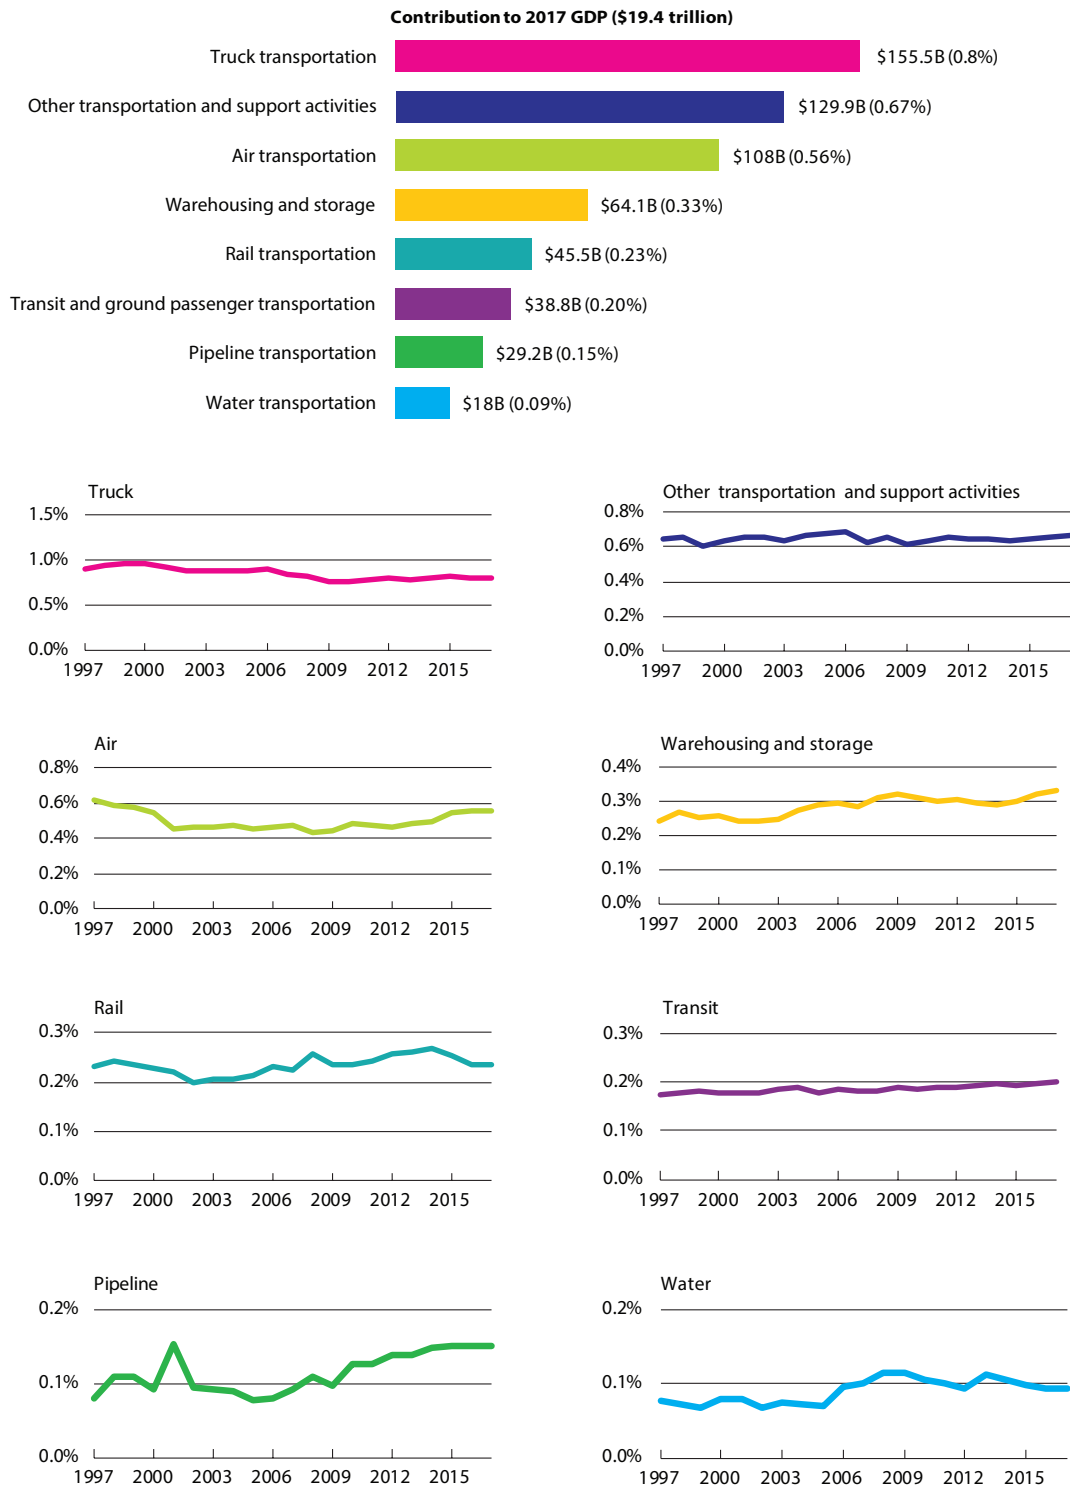 Contribution to 2017 GDP ($19.4 trillion)
Truck transportation $155.5B (0.8%)
Other transportation and support activities $129.9B (0.67%)
Air transportation $108B (0.56%)
Warehousing and storage $64.1B (0.33%)
Rail transportation $45.5B (0.23%)
Transit and ground passenger transportation $38.8B (0.20%)
Pipeline transportation $29.2B (0.15%)
Water transportation $18B (0.09%)
Truck
1.5%
1.0%
0.5%
0.0%
1997 2000 2003 2006 2009 2012 2015
Other transportation and support activities
0.8%
0.6%
0.4%
0.2%
0.0%
1997 2000 2003 2006 2009 2012 2015
Air
0.8%
0.6%
0.4%
0.2%
0.0%
1997 2000 2003 2006 2009 2012 2015
Warehousing and storage
0.4%
0.3%
0.2%
0.1%
0.0%
1997 2000 2003 2006 2009 2012 2015
Rail
0.3%
0.2%
0.1%
0.0%
1997 2000 2003 2006 2009 2012 2015
Transit
0.3%
0.2%
0.1%
0.0%
1997 2000 2003 2006 2009 2012 2015
Pipeline
0.2%
0.1%
0.0%
1997 2000 2003 2006 2009 2012 2015
Water
0.2%
0.1%
0.0%
1997 2000 2003 2006 2009 2012 2015